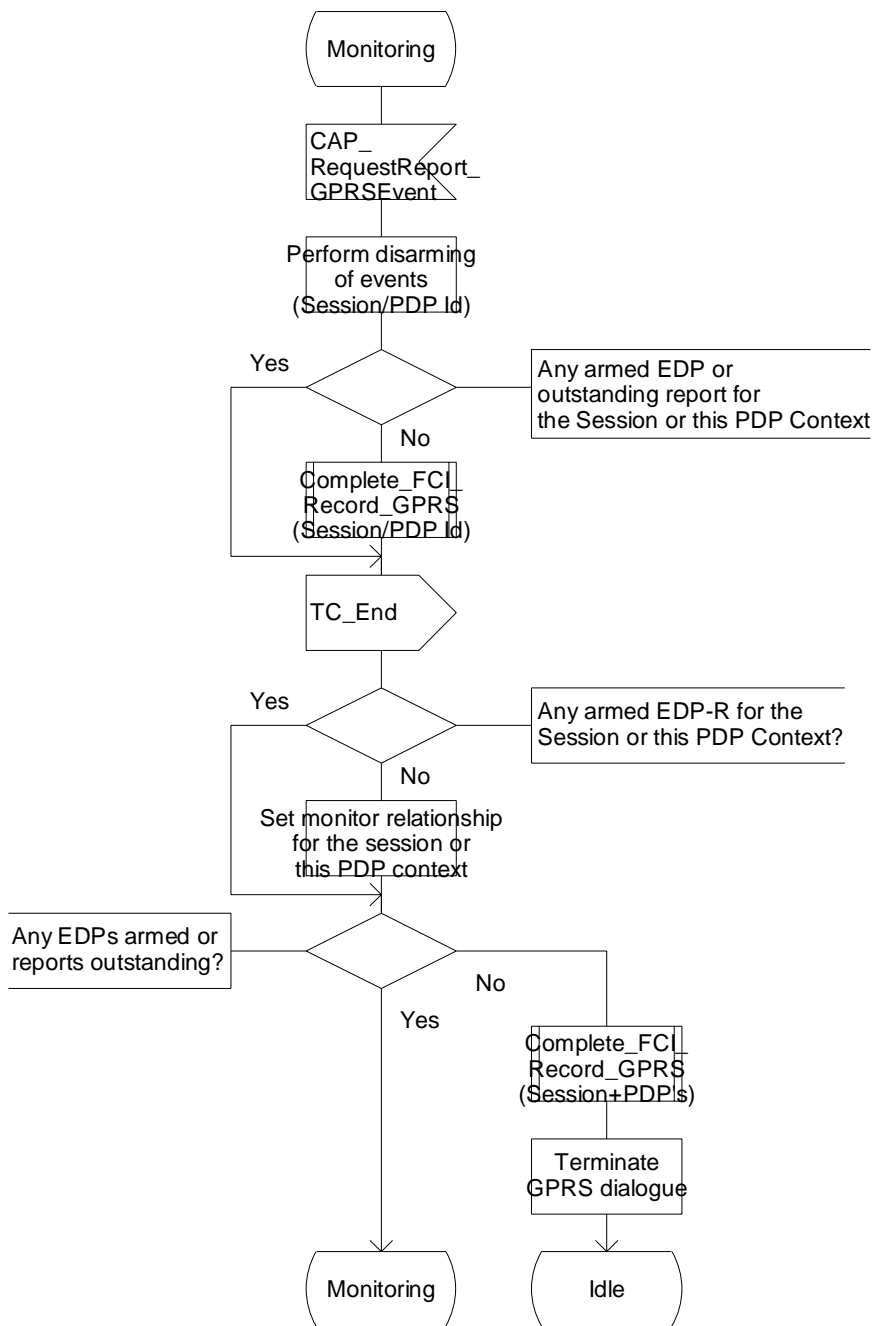 Monitoring
CAP_
RequestReport_
GPRSEvent
Perform disarming
of events
(Session/PDP Id)
Yes
Any armed EDP or
outstanding report for
the Session or this PDP Context
No
Complete_FCI_
Record_GPRS
(Session/PDP Id)
TC_End
Yes
Any armed EDP-R for the
Session or this PDP Context?
No
Set monitor relationship
for the session or
this PDP context
Any EDPs armed or
reports outstanding?
No
Yes
Complete_FCI_
Record_GPRS
(Session+PDP's)
Terminate
GPRS dialogue
Monitoring
Idle